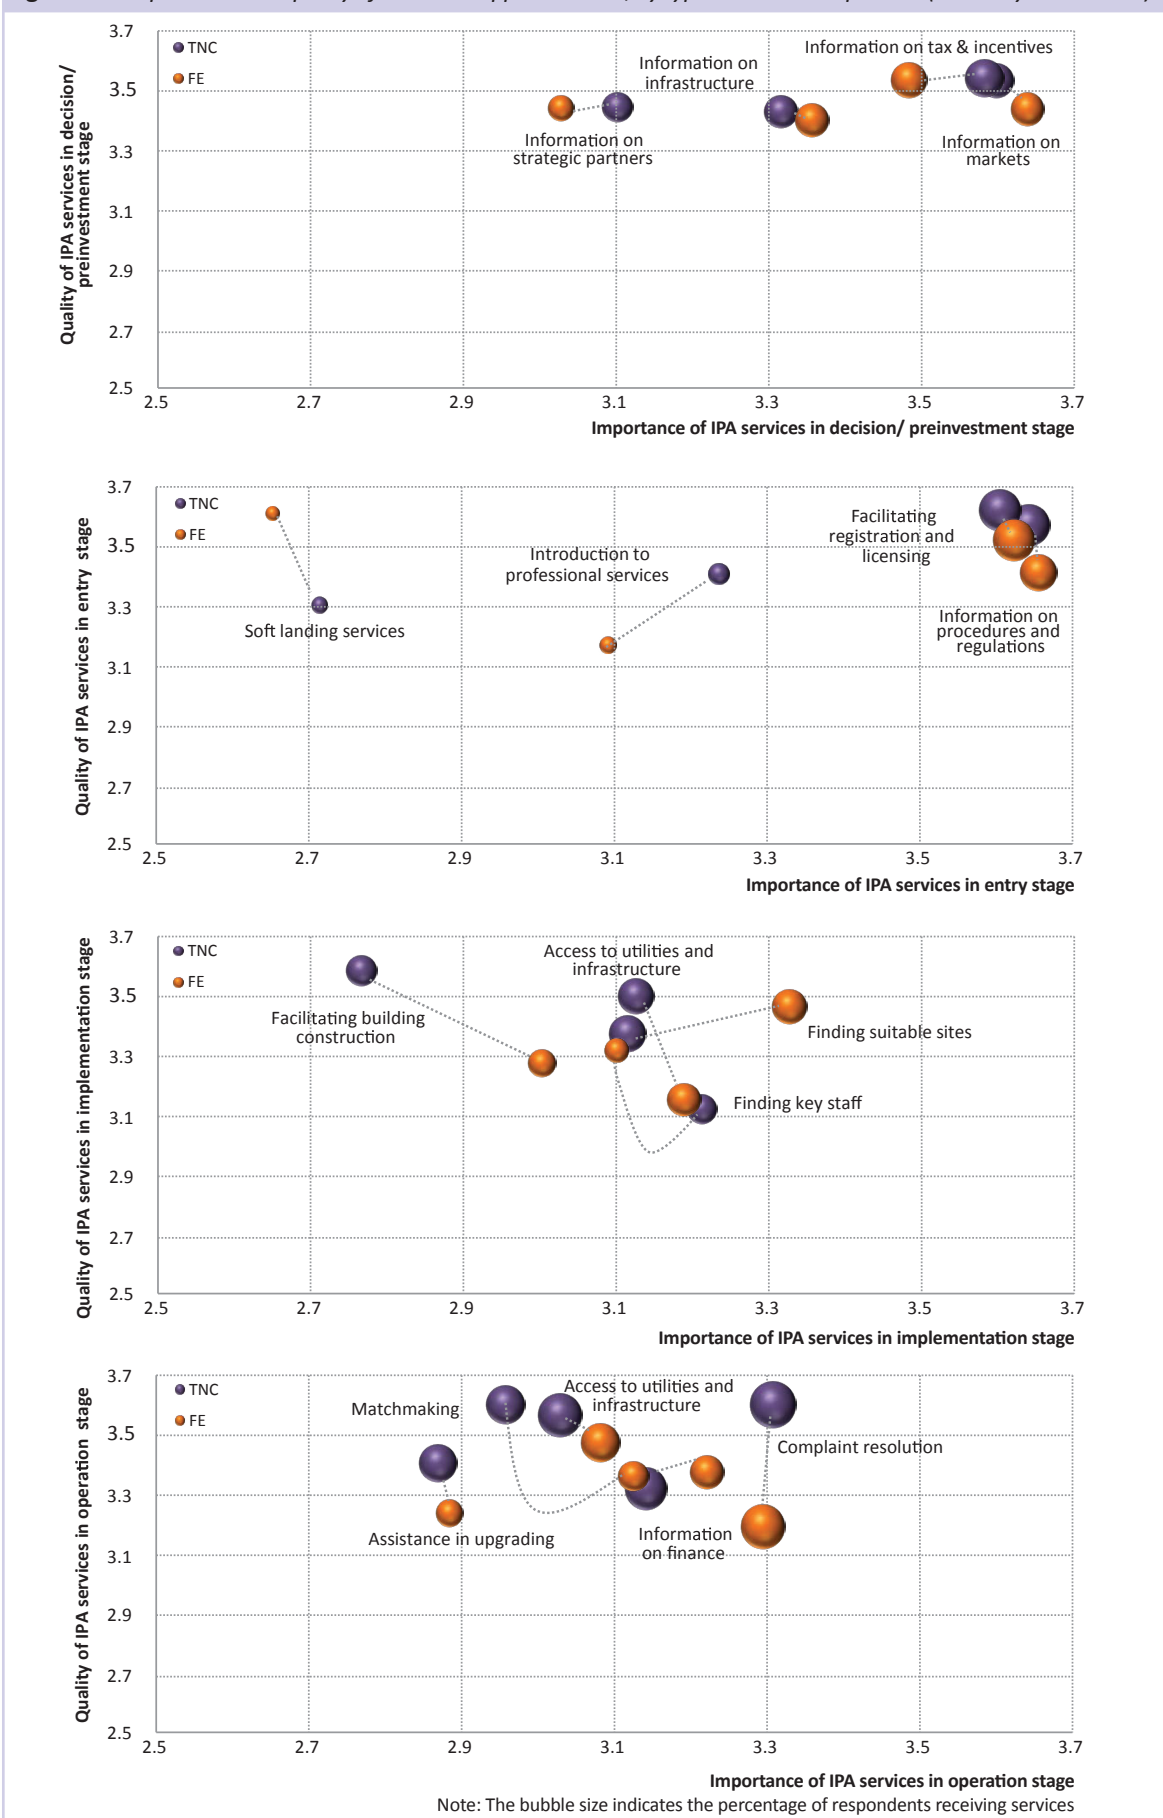 3.7
TNC
FE
Information on tax & incentives
Information on
infrastructure
3.5
Information on
strategic partners
Information on
markets
3.3
3.1
2.9
2.7
2.5
Quality of IPA services in decision/
preinvestment stage
2.5 2.7 2.9 3.1 3.3 3.5 3.7
Importance of IPA services in decision/ preinvestment stage
3.7
TNC
FE
Facilitating
registration and
licensing
3.5
Introduction to
professional services
3.3
Soft landing services
Information on
procedures and
regulations
3.1
2.9
2.7
2.5
Quality of IPA services in entry stage
2.5 2.7 2.9 3.1 3.3 3.5 3.7
Importance of IPA services in entry stage
3.7
TNC
FE
Access to utilities and
infrastructure
3.5
Facilitating building
construction
Finding suitable sites
3.3
Finding key staff
3.1
2.9
2.7
2.5
Quality of IPA services in implementation stage
2.5 2.7 2.9 3.1 3.3 3.5 3.7
Importance of IPA services in implementation stage
3.7
TNC
FE
Access to utilities and
infrastructure
Matchmaking
3.5
Complaint resolution
3.3
Assistance in upgrading
Information
on finance
3.1
2.9
2.7
2.5
Quality of IPA services in operation stage
2.5 2.7 2.9 3.1 3.3 3.5 3.7
Importance of IPA services in operation stage
Note: The bubble size indicates the percentage of respondents receiving services